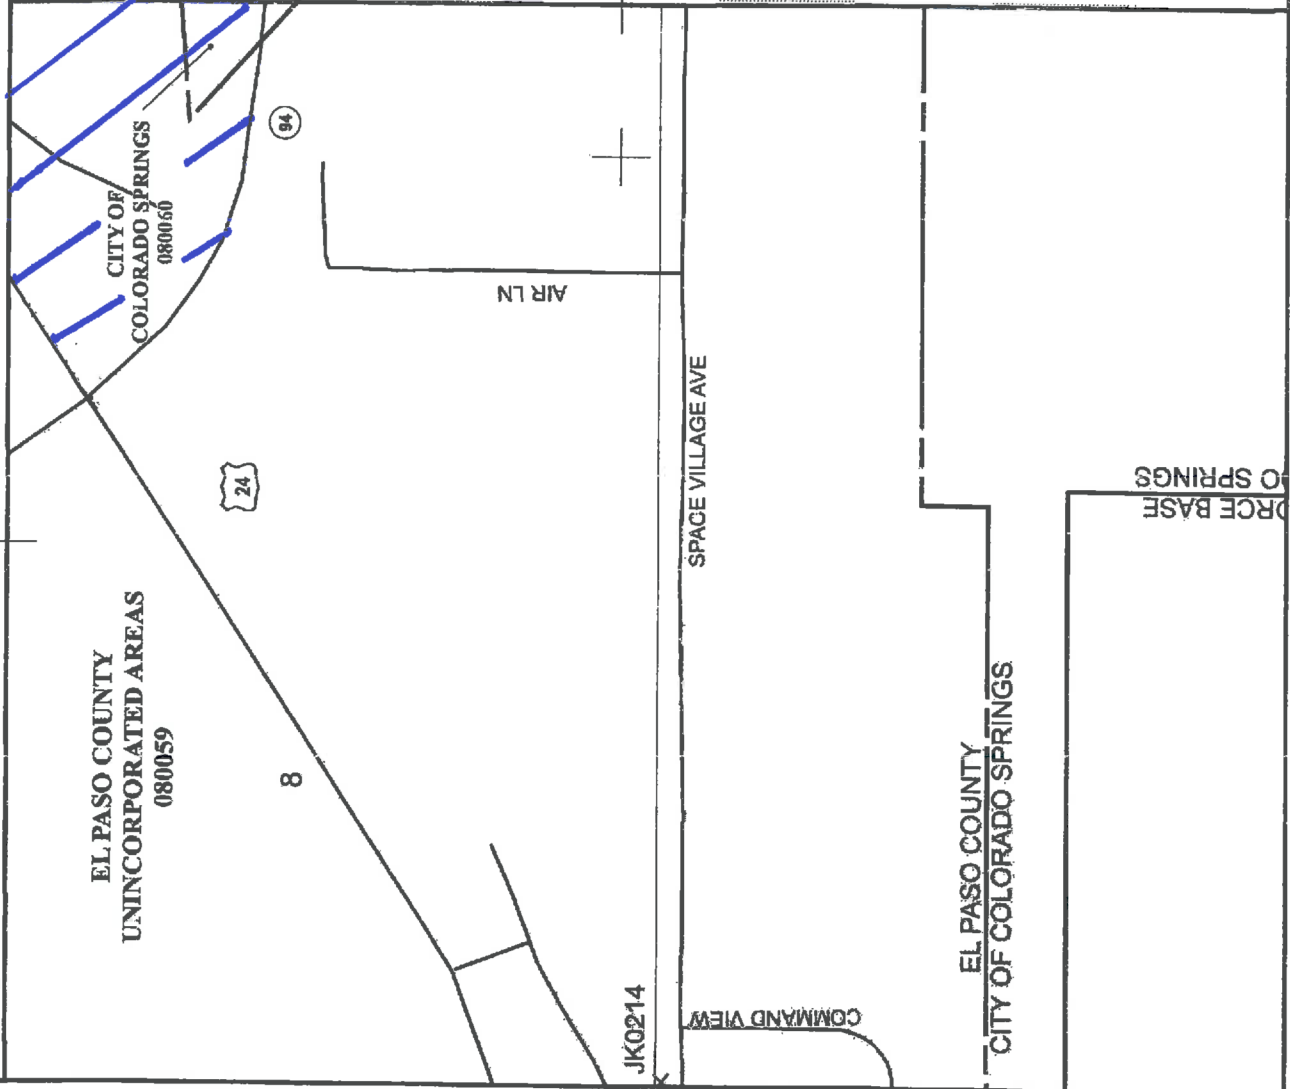 CITY OF
COLORADO SPRINGS
080060
94
AIR LN
24
SPACE VILLAGE AVE
O SPRINGS
ORCE BASE
EL PASO COUNTY
UNINCORPORATED AREAS
080059
8
EL PASO COUNTY
CITY OF COLORADO SPRINGS
JK0214
COMMAND VIEW